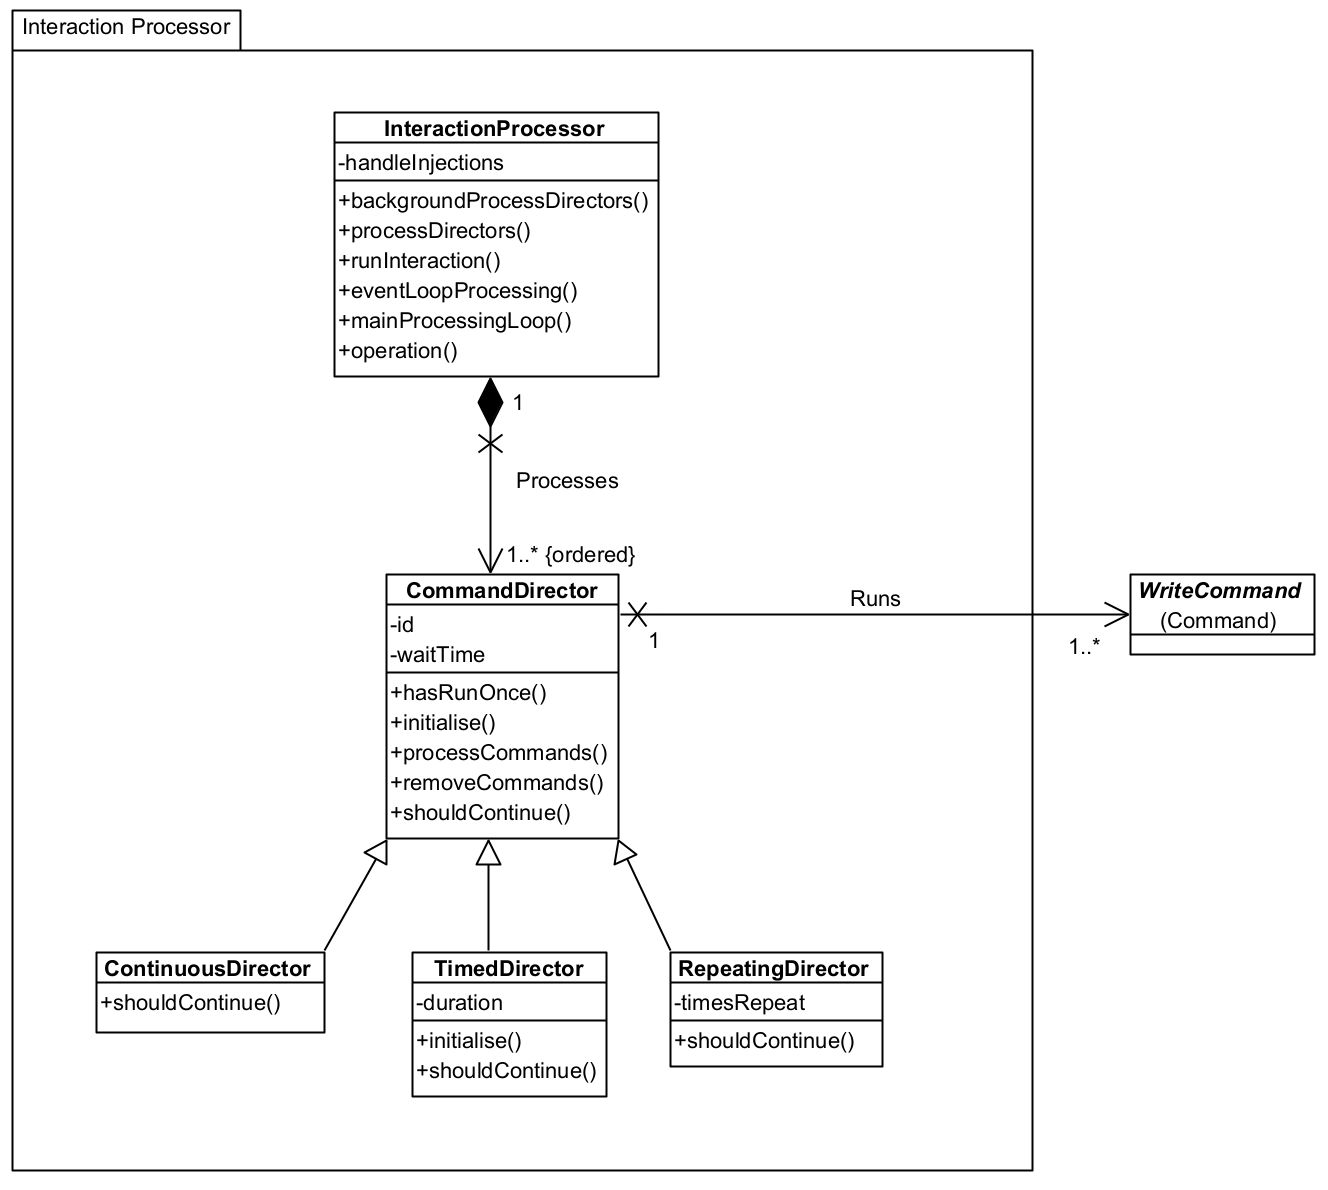 Interaction Processor
InteractionProcessor
-handleInjections
+backgroundProcessDirectors()
+processDirectors()
+runInteraction()
+eventLoopProcessing()
+mainProcessingLoop()
+operation()
1
Processes
1..* {ordered}
CommandDirector
-id
-waitTime
+hasRunOnce()
+initialise()
+processCommands()
+removeCommands()
+shouldContinue()
1
Runs
1..*
WriteCommand
(Command)
ContinuousDirector
+shouldContinue()
TimedDirector
-duration
+initialise()
+shouldContinue()
RepeatingDirector
-timesRepeat
+shouldContinue()